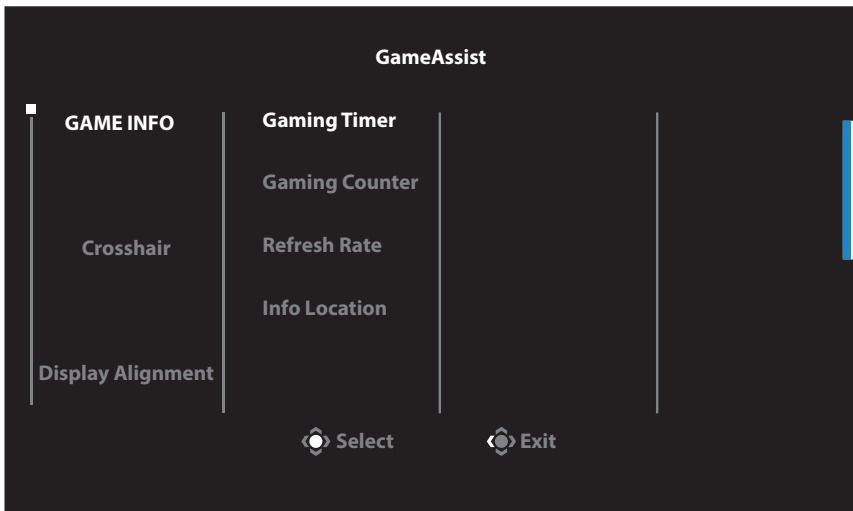 GameAssist
GAME INFO
Crosshair
Display Alignment
Gaming Timer
Gaming Counter
Refresh Rate
Info Location
Select
Exit